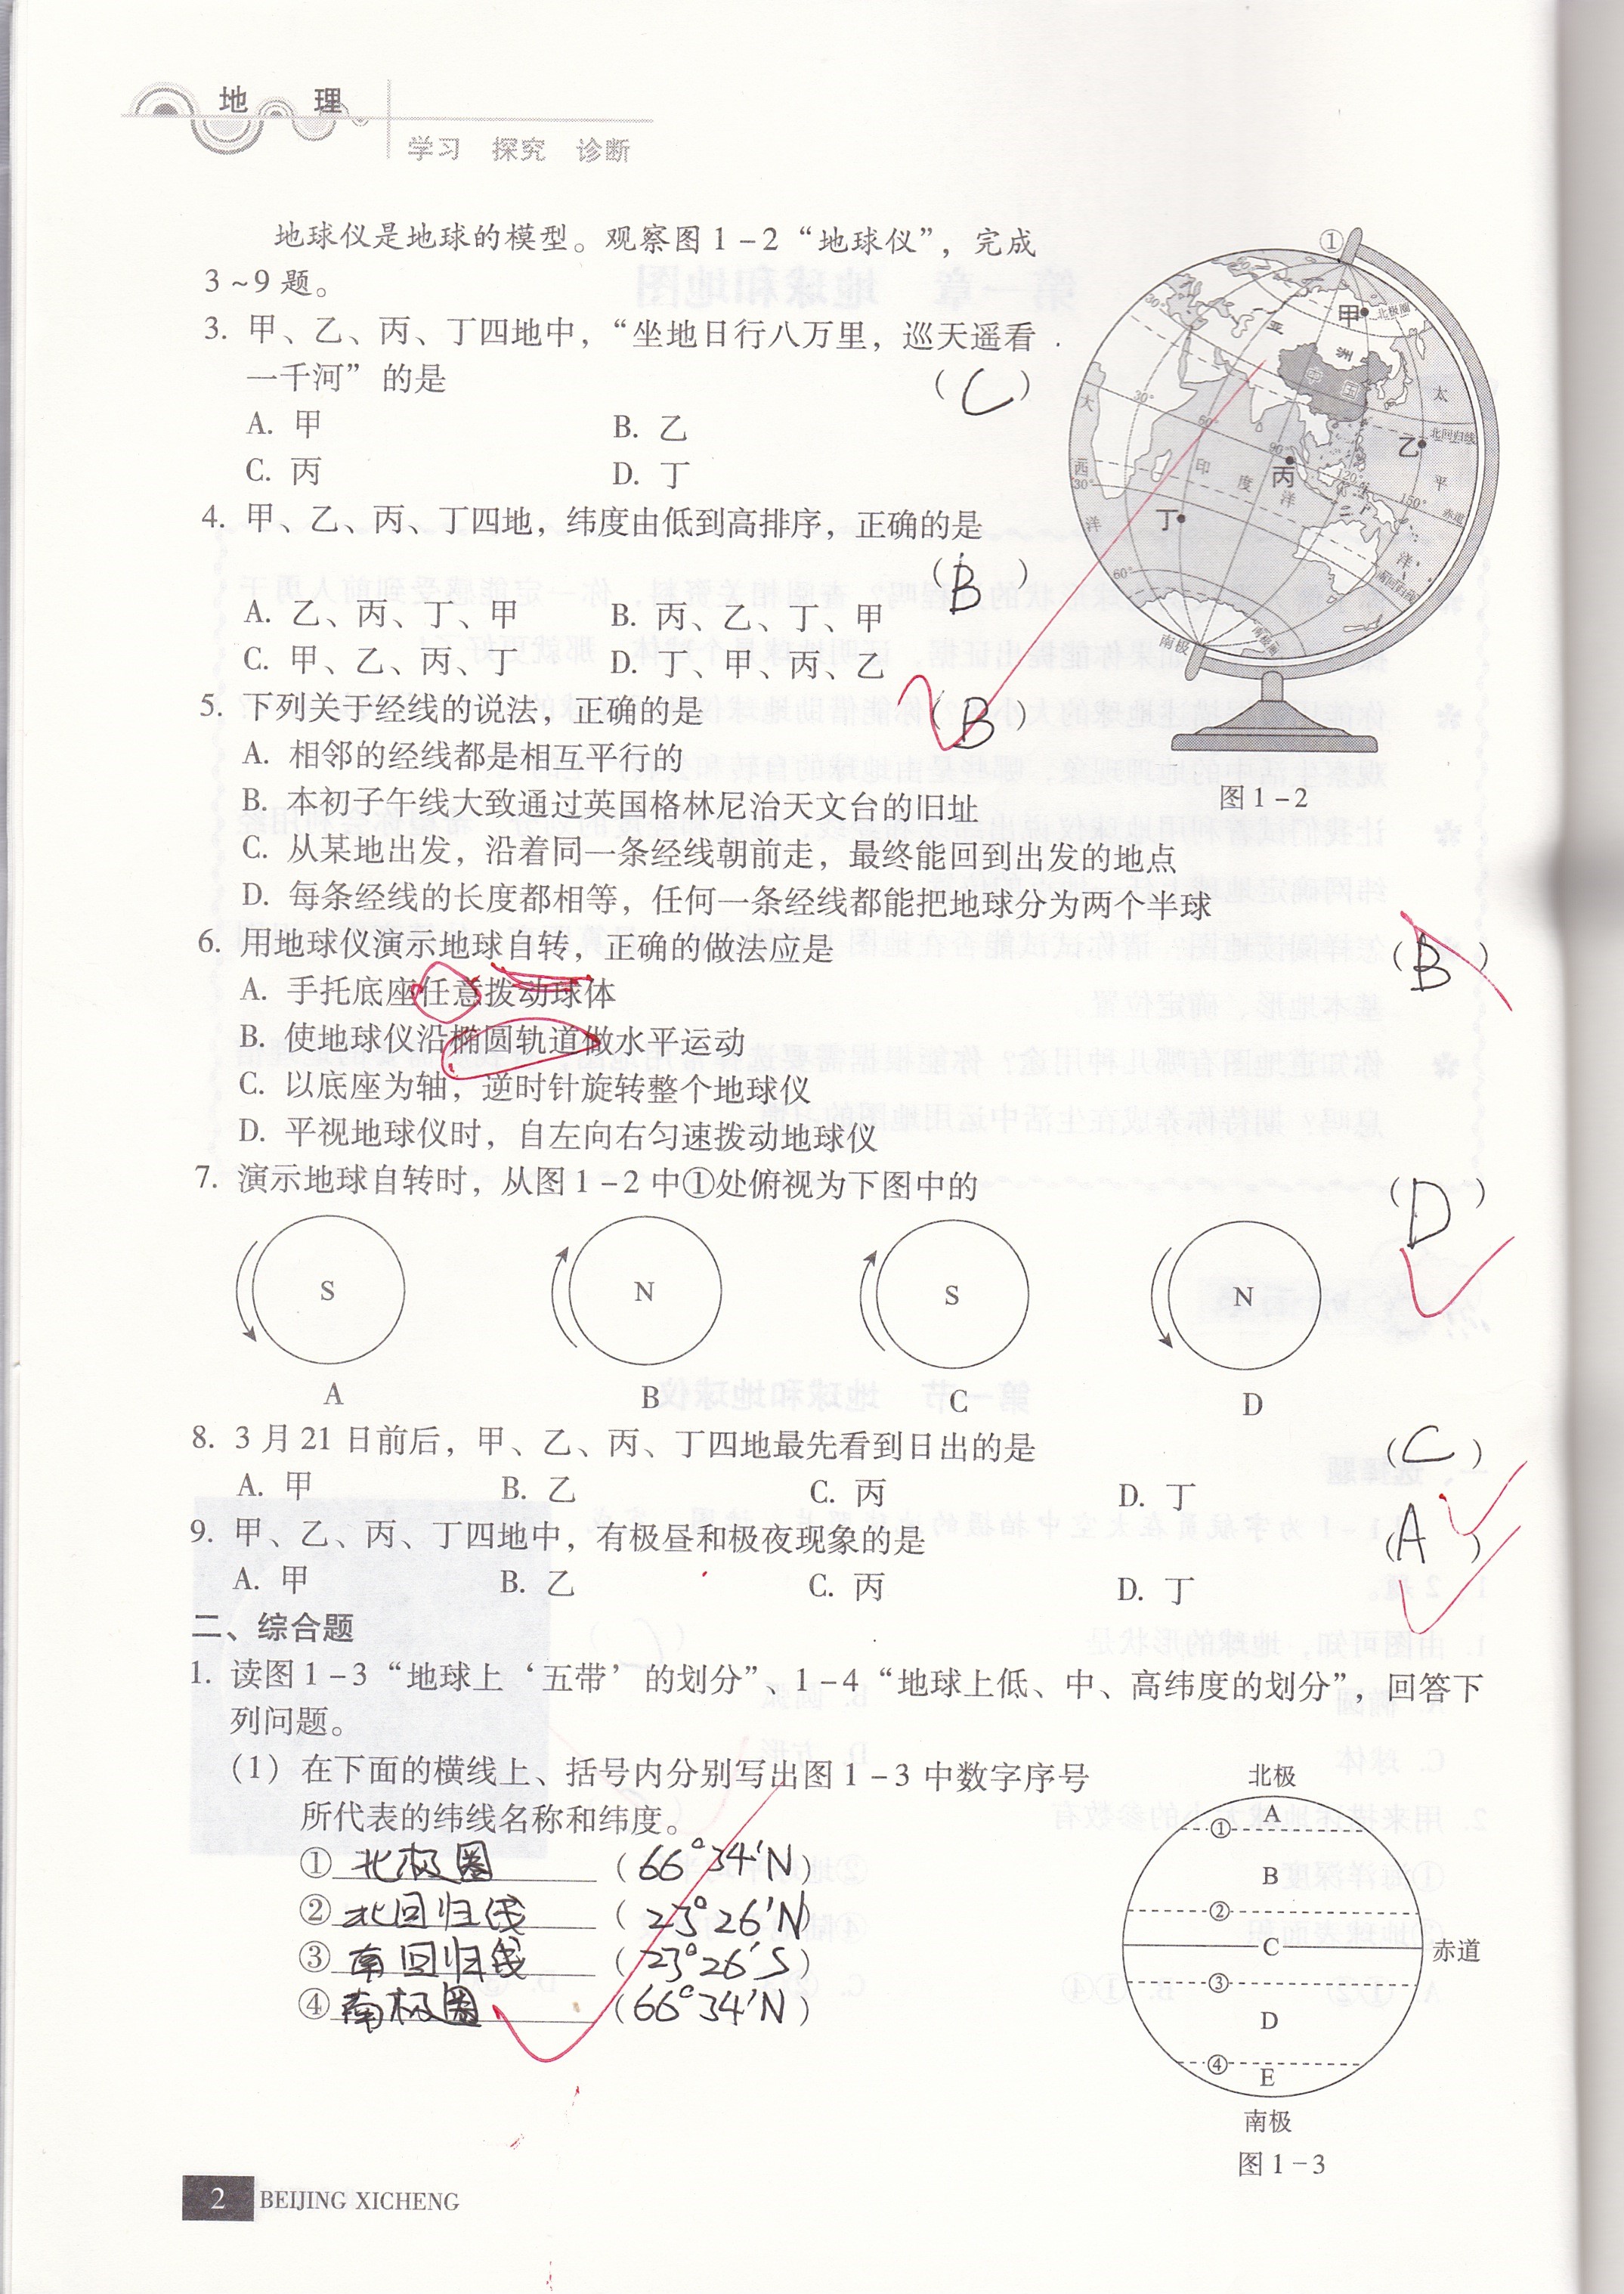 地 理
学习 探究 诊断
地球仪是地球的模型。观察图1-2“地球仪”，完成
3~9题。
3. 甲、乙、丙、丁四地中，“坐地日行八万里，巡天遥看
一千河”的是 (C)
A. 甲 B. 乙
C. 丙 D. 丁
4. 甲、乙、丙、丁四地，纬度由低到高排序，正确的是
(B)
A. 乙、丙、丁、甲 B. 丙、乙、丁、甲
C. 甲、乙、丙、丁 D. 丁、甲、丙、乙
5. 下列关于经线的说法，正确的是 (B)
A. 相邻的经线都是相互平行的
B. 本初子午线大致通过英国格林尼治天文台的旧址
C. 从某地出发，沿着同一条经线朝前走，最终能回到出发的地点
D. 每条经线的长度都相等，任何一条经线都能把地球分为两个半球
6. 用地球仪演示地球自转，正确的做法应是 (B)
A. 手托底座任意拨动球体
B. 使地球仪沿椭圆轨道做水平运动
C. 以底座为轴，逆时针旋转整个地球仪
D. 平视地球仪时，自左向右匀速拨动地球仪
7. 演示地球自转时，从图1-2中①处俯视为下图中的 (D)
S N S N
A B C D
8. 3月21日前后，甲、乙、丙、丁四地最先看到日出的是 (C)
A. 甲 B. 乙 C. 丙 D. 丁
9. 甲、乙、丙、丁四地中，有极昼和极夜现象的是 (A)
A. 甲 B. 乙 C. 丙 D. 丁
二、综合题
1. 读图1-3“地球上‘五带’的划分”、1-4“地球上低、中、高纬度的划分”，回答下
列问题。
(1) 在下面的横线上、括号内分别写出图1-3中数字序号
所代表的纬线名称和纬度。
① 北极圈 (66°34′N)
② 北回归线 (23°26′N)
③ 南回归线 (23°26′S)
④ 南极圈 (66°34′N)
①
甲
北极圈
亚
洲
中 国
太
大
30°
60°
乙
北回归线
90°
丙
西
30°
印
度
洋
120°
平
150°
赤道
丁
洋
洋
南回归线
60°
南极
南极圈
图1-2
北极
A
①
B
②
C
赤道
③
D
④
E
南极
图1-3
2 BEIJING XICHENG